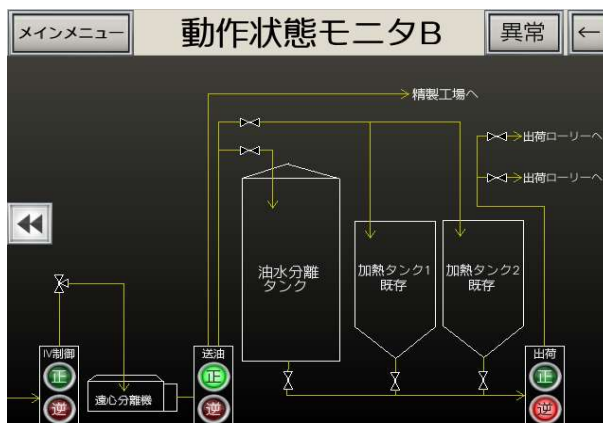 メインメニュー
動作状態モニタB
異常
←
精製工場へ
出荷ローリーへ
出荷ローリーへ
油水分離
タンク
加熱タンク1
既存
加熱タンク2
既存
IV制御
正
逆
遠心分離機
送油
正
逆
出荷
正
逆